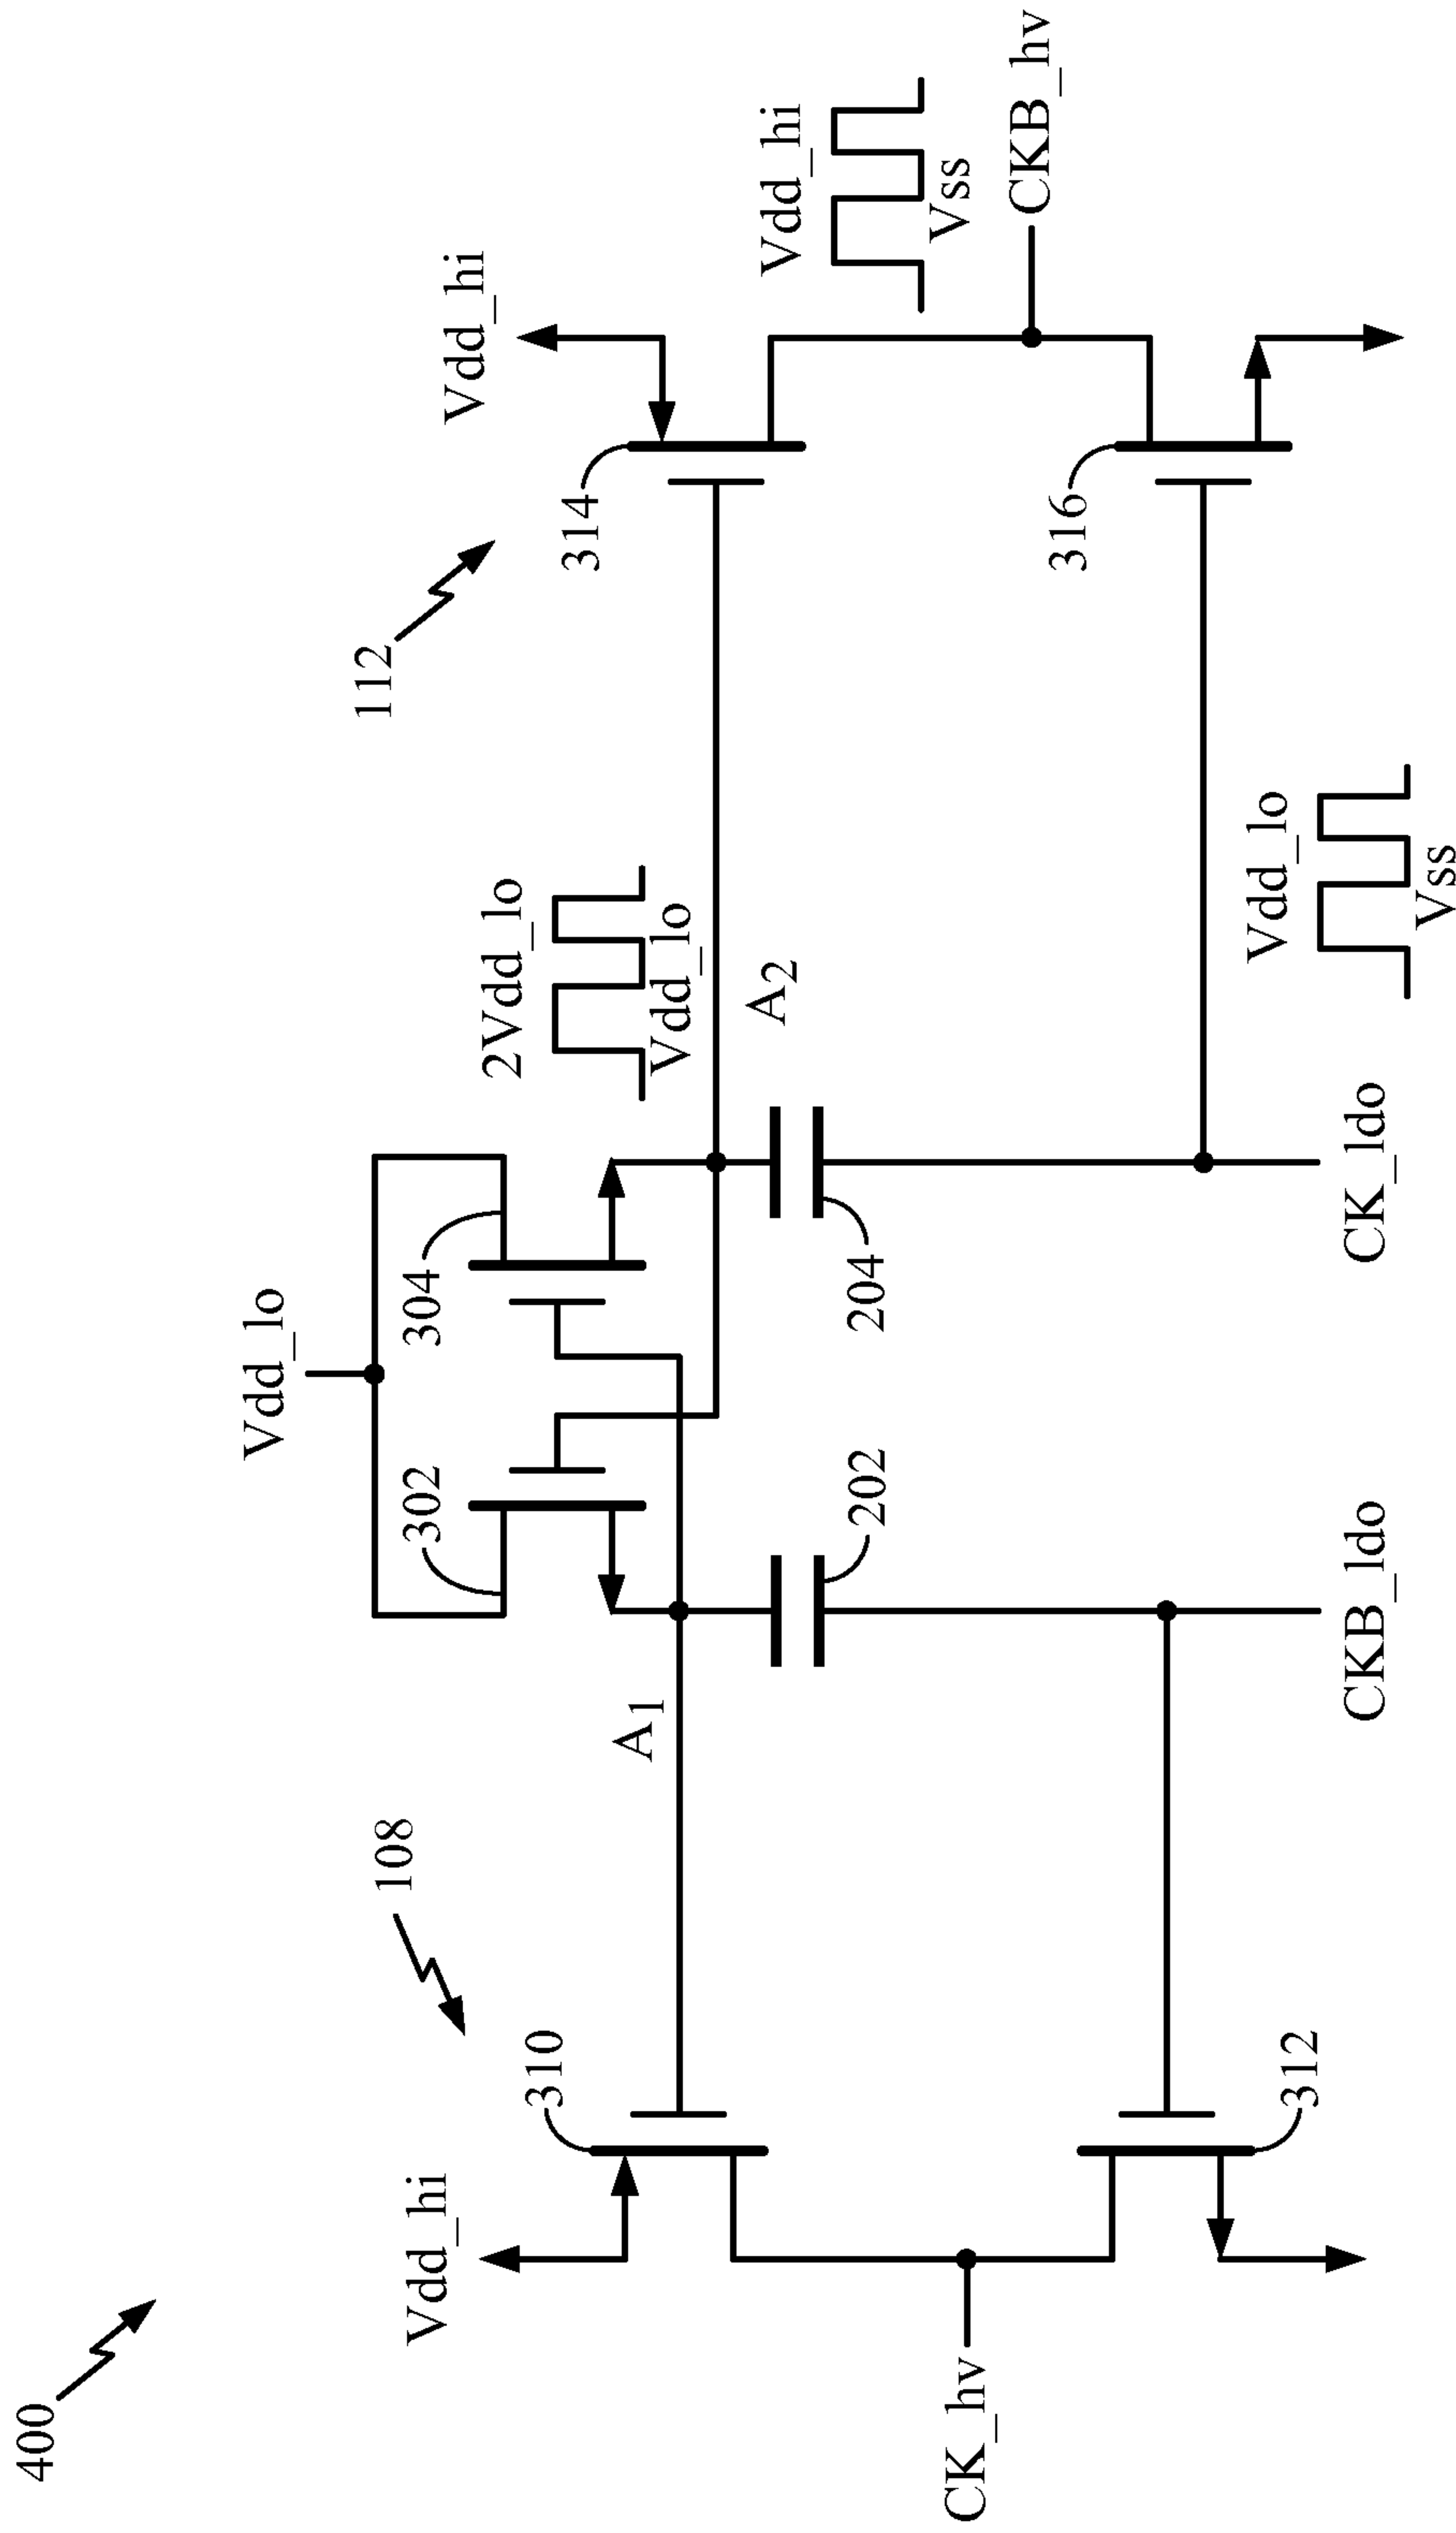 400
Vdd_lo
108
112
Vdd_hi
302
304
2Vdd_lo
Vdd_lo
Vdd_hi
310
A1
A2
314
Vdd_hi
Vss
202
204
CK_hv
CKB_hv
316
312
CKB_ldo
CK_ldo
Vdd_lo
Vss